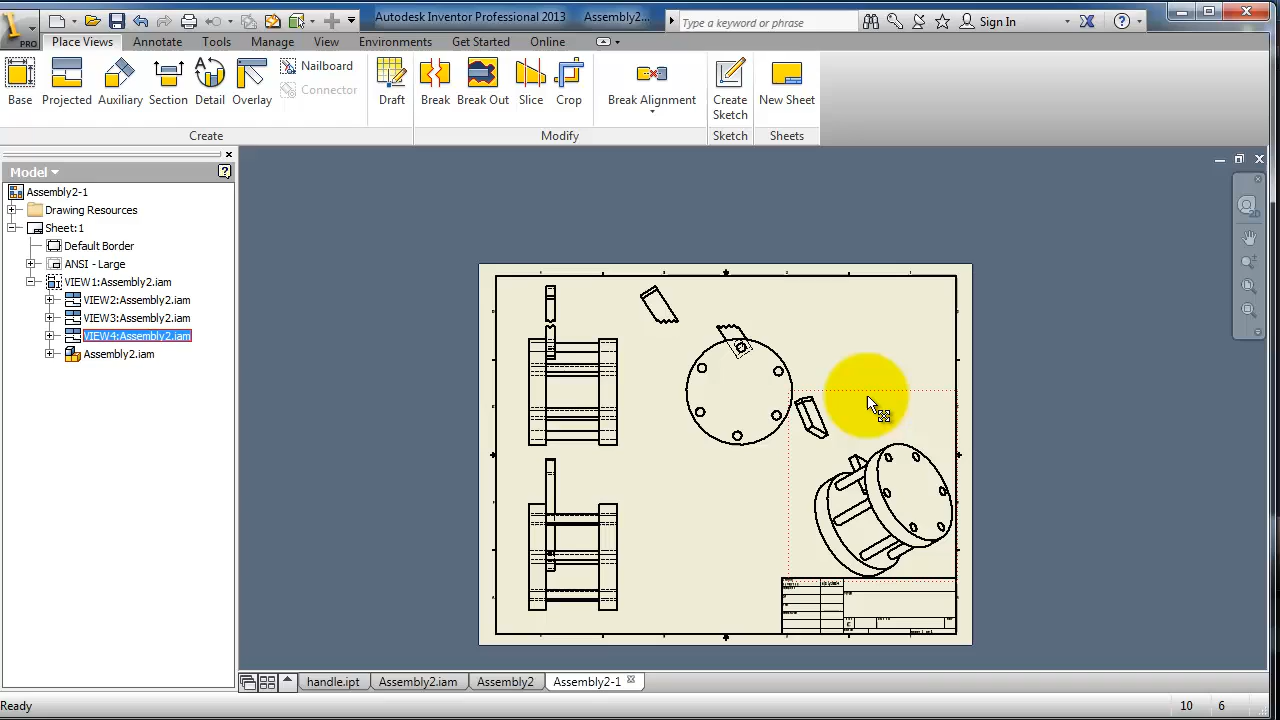 Autodesk Inventor Professional 2013 Assembly2...
Type a keyword or phrase
Sign In
PRO
Place Views Annotate Tools Manage View Environments Get Started Online
Base
Projected
Auxiliary
Section
Detail
Overlay
Nailboard
Connector
Draft
Break
Break Out
Slice
Crop
Break Alignment
Create
Sketch
New Sheet
Create
Modify
Sketch
Sheets
Model
Assembly2-1
Drawing Resources
Sheet:1
Default Border
ANSI - Large
VIEW1:Assembly2.iam
VIEW2:Assembly2.iam
VIEW3:Assembly2.iam
VIEW4:Assembly2.iam
Assembly2.iam
2D
handle.ipt
Assembly2.iam
Assembly2
Assembly2-1
Ready
10
6